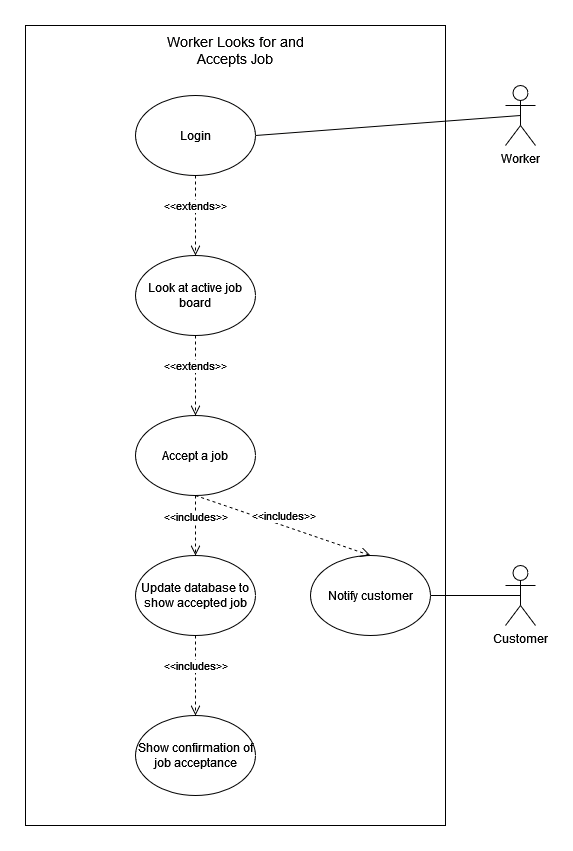 Worker Looks for and
Accepts Job
Login
Worker
<<extends>>
Look at active job
board
<<extends>>
Accept a job
<<includes>>
<<includes>>
Update database to
show accepted job
Notify customer
Customer
<<includes>>
Show confirmation of
job acceptance